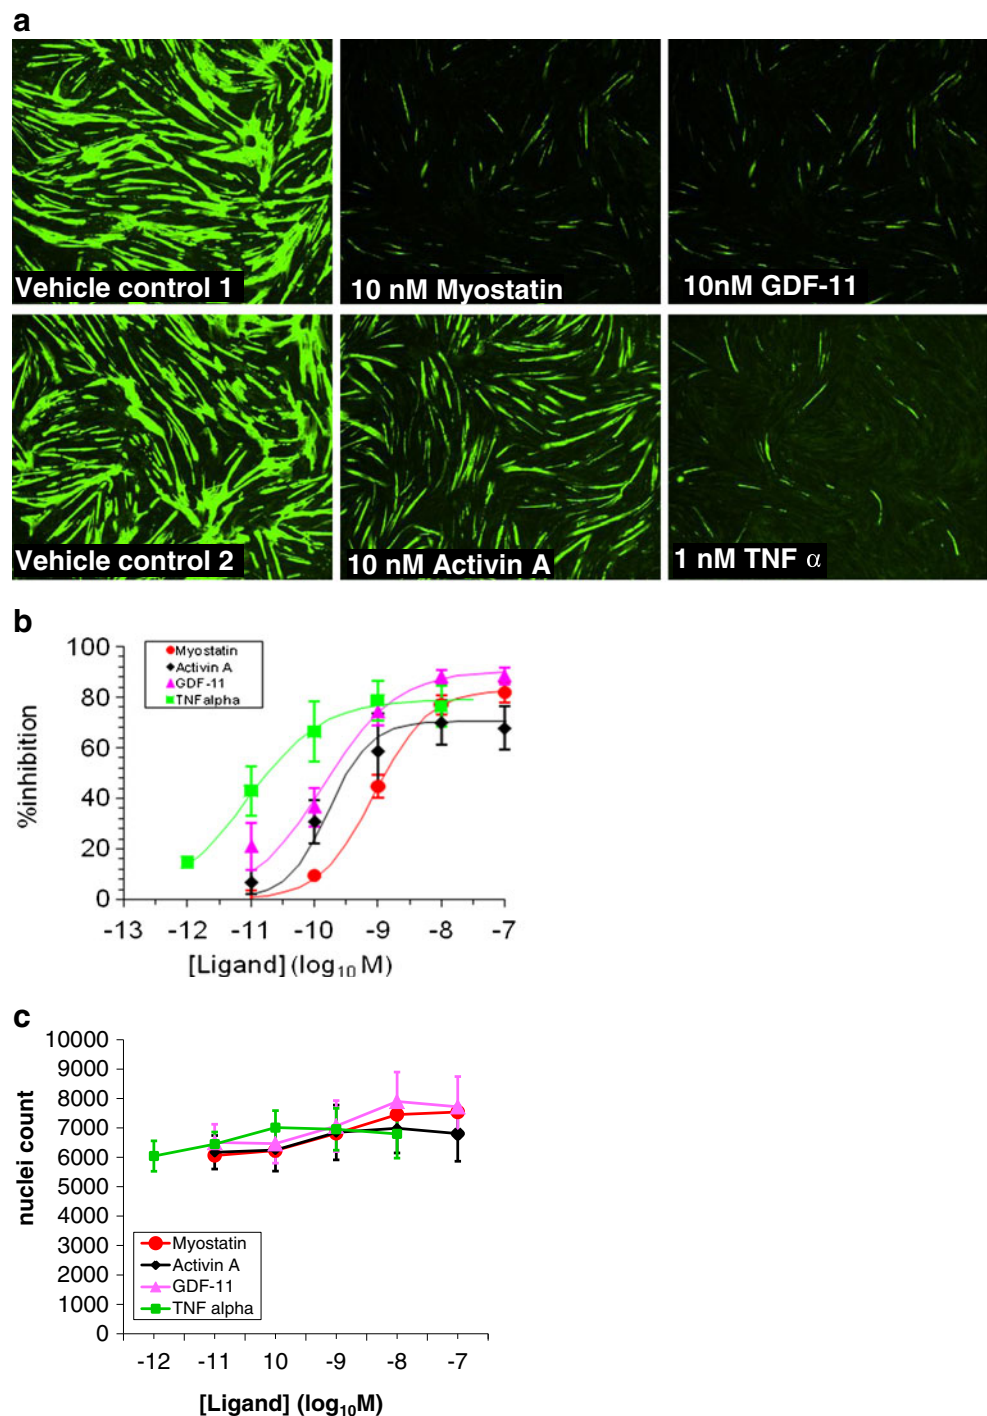 a
Vehicle control 1
10 nM Myostatin
10nM GDF-11
Vehicle control 2
10 nM Activin A
1 nM TNF α
b
100
80
60
40
20
0
%inhibition
Myostatin
Activin A
GDF-11
TNFalpha
-13 -12 -11 -10 -9 -8 -7
[Ligand] (log10 M)
c
10000
9000
8000
7000
6000
5000
4000
3000
2000
1000
0
nuclei count
Myostatin
Activin A
GDF-11
TNF alpha
-12 -11 10 -9 -8 -7
[Ligand] (log10M)